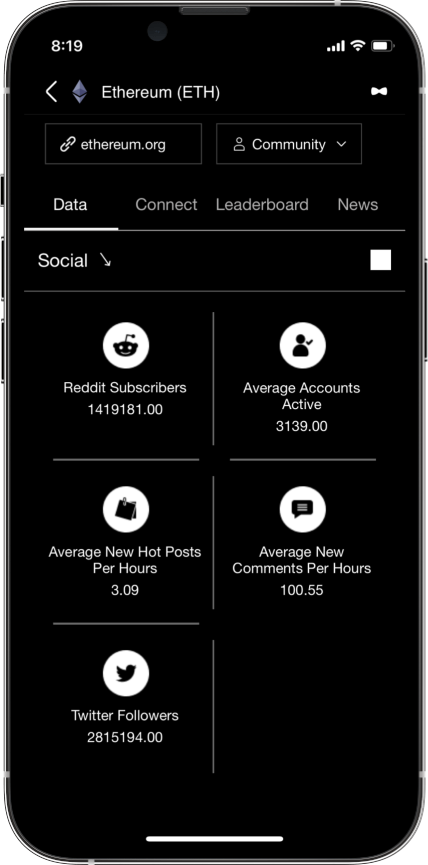 8:19
Ethereum (ETH)
ethereum.org
Community
Data Connect Leaderboard News
Social
Reddit Subscribers
1419181.00
Average Accounts
Active
3139.00
Average New Hot Posts
Per Hours
3.09
Average New
Comments Per Hours
100.55
Twitter Followers
2815194.00